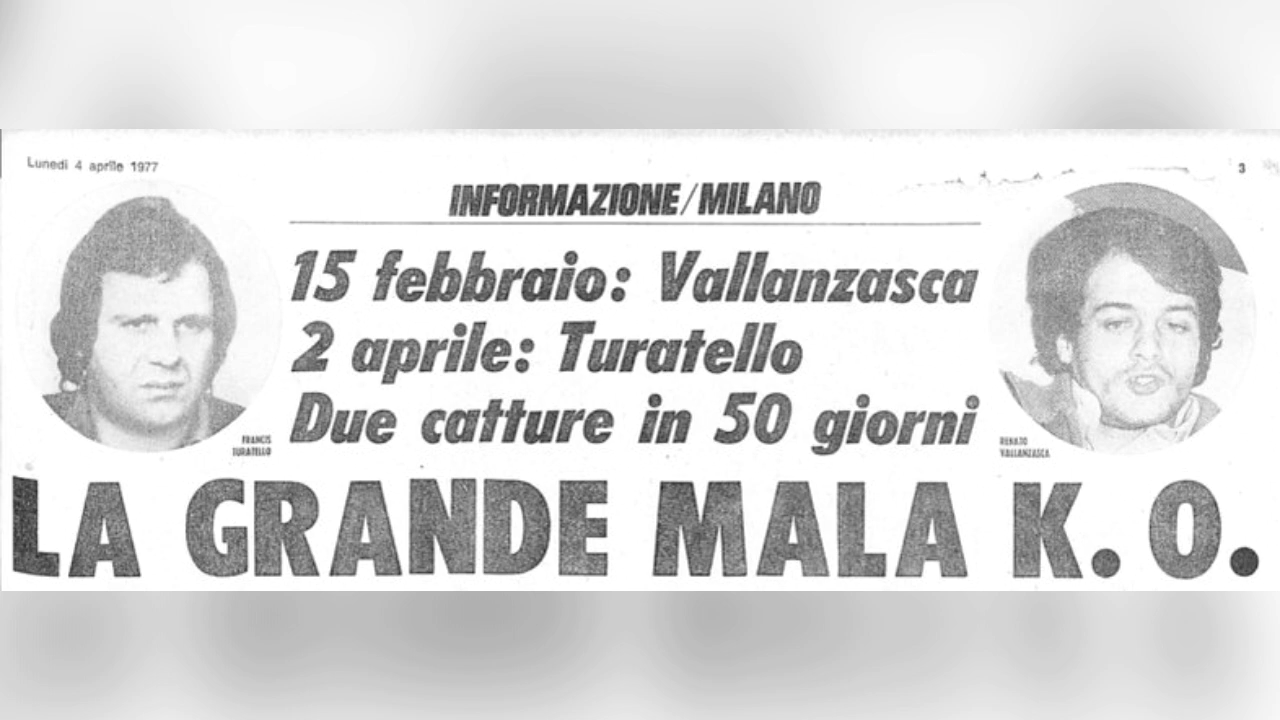 Lunedì 4 aprile 1977
3
INFORMAZIONE/MILANO
15 febbraio: Vallanzasca
2 aprile: Turatello
Due catture in 50 giorni
FRANCIS
TURATELLO
RENATO
VALLANZASCA
LA GRANDE MALA K. O.